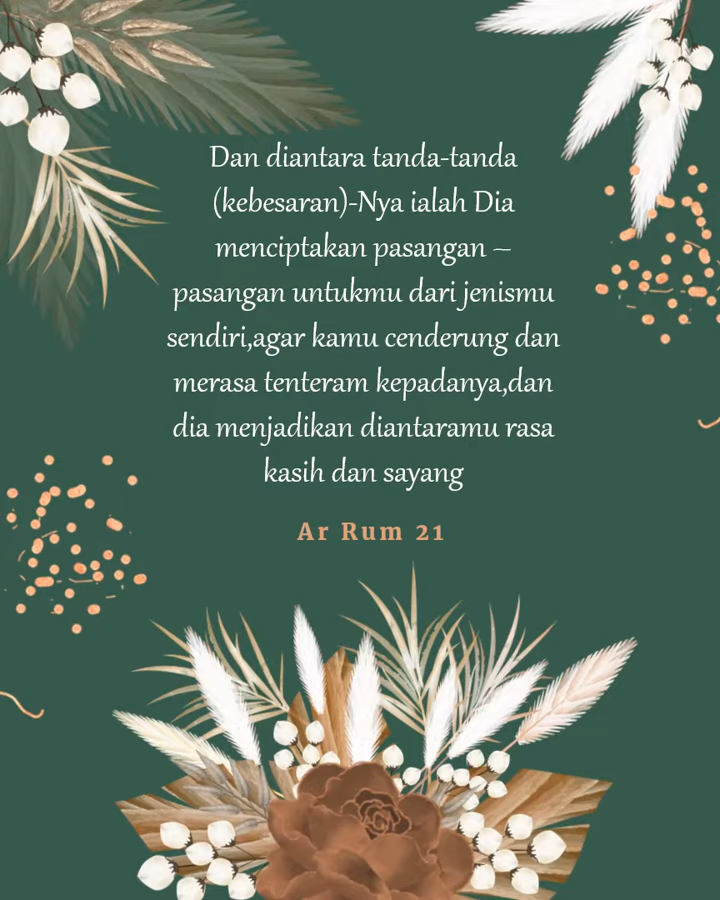 Dan diantara tanda-tanda
(kebesaran)-Nya ialah Dia
menciptakan pasangan –
pasangan untukmu dari jenismu
sendiri,agar kamu cenderung dan
merasa tenteram kepadanya,dan
dia menjadikan diantaramu rasa
kasih dan sayang
Ar Rum 21